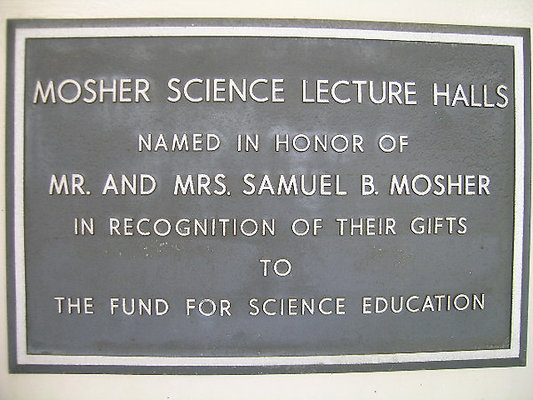 MOSHER SCIENCE LECTURE HALLS
NAMED IN HONOR OF
MR. AND MRS. SAMUEL B. MOSHER
IN RECOGNITION OF THEIR GIFTS
TO
THE FUND FOR SCIENCE EDUCATION